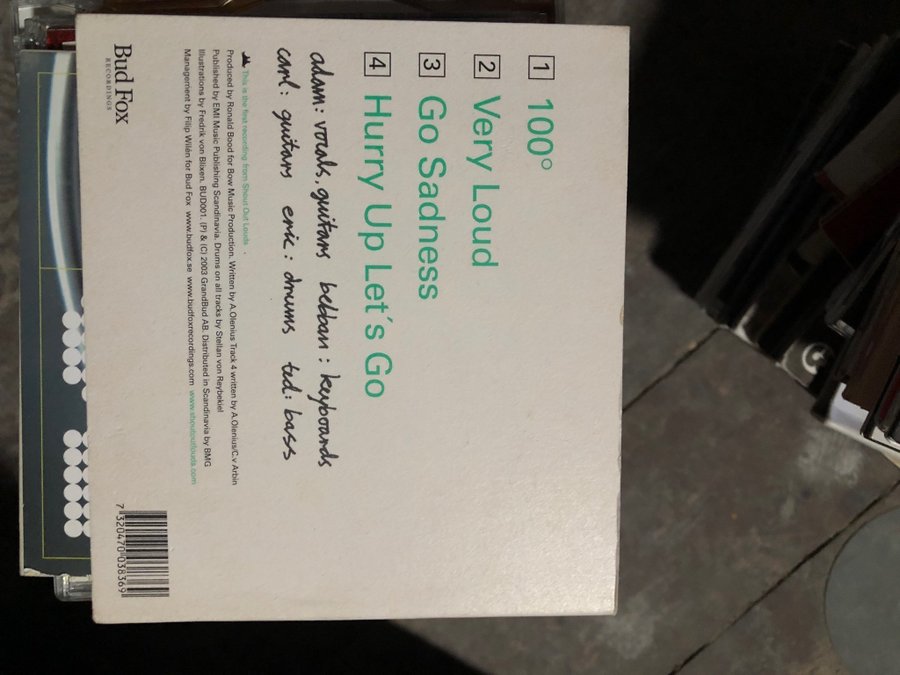 1 100°
2 Very Loud
3 Go Sadness
4 Hurry Up Let´s Go
adam: vocals, guitars bebban: keyboards
carl: guitars eric: drums ted: bass
This is the first recording from Shout Out Louds
Produced by Ronald Bood for Bow Music Production. Written by A.Olenius Track 4 written by A.Olenius/C.v Arbin
Published by EMI Music Publishing Scandinavia. Drums on all tracks by Stellan von Reybekiel
Illustrations by Fredrik von Blixen. BUD001. (P) & (C) 2003 GrandBud AB. Distributed in Scandinavia by BMG
Management by Filip Wilén for Bud Fox www.budfox.se www.budfoxrecordings.com www.shoutoutlouds.com
Bud Fox
RECORDINGS
7 320470 038369